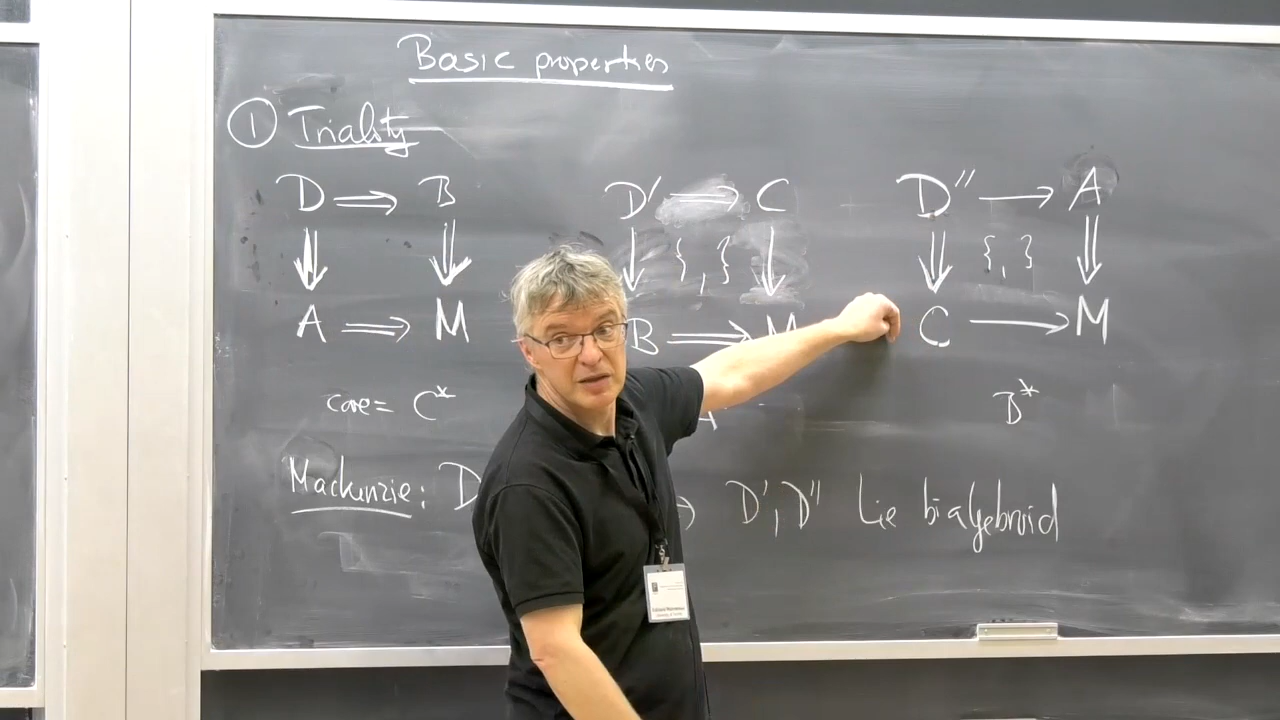 Basic properties
① Triality
D ⇒ B D' ⇒ C D'' → A
⇓ ⇓ ↓ { , } ↓ ⇓ { , } ⇓
A ⇒ M B ⇒ M C → M
core = C* A B*
Mackenzie: D D', D'' Lie bialgebroid